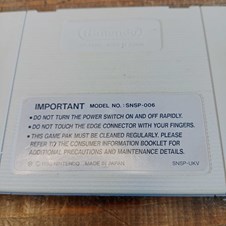 Nintendo
IMPORTANT MODEL NO.: SNSP-006
• DO NOT TURN THE POWER SWITCH ON AND OFF RAPIDLY.
• DO NOT TOUCH THE EDGE CONNECTOR WITH YOUR FINGERS.
• THIS GAME PAK MUST BE CLEANED REGULARLY. PLEASE
REFER TO THE CONSUMER INFORMATION BOOKLET FOR
ADDITIONAL PRECAUTIONS AND MAINTENANCE DETAILS.
© NINTENDO MADE IN JAPAN SNSP-UKV